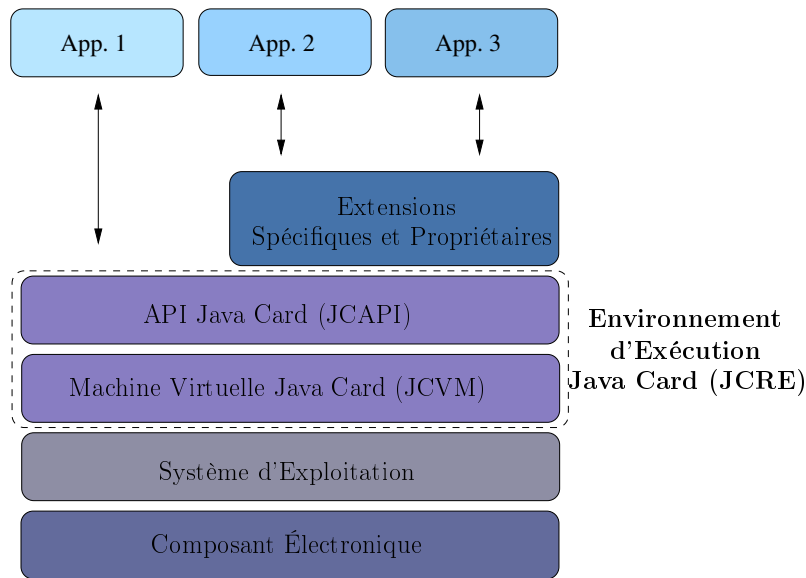 App. 1
App. 2
App. 3
Extensions
Spécifiques et Propriétaires
API Java Card (JCAPI)
Machine Virtuelle Java Card (JCVM)
Environnement
d'Exécution
Java Card (JCRE)
Système d'Exploitation
Composant Électronique